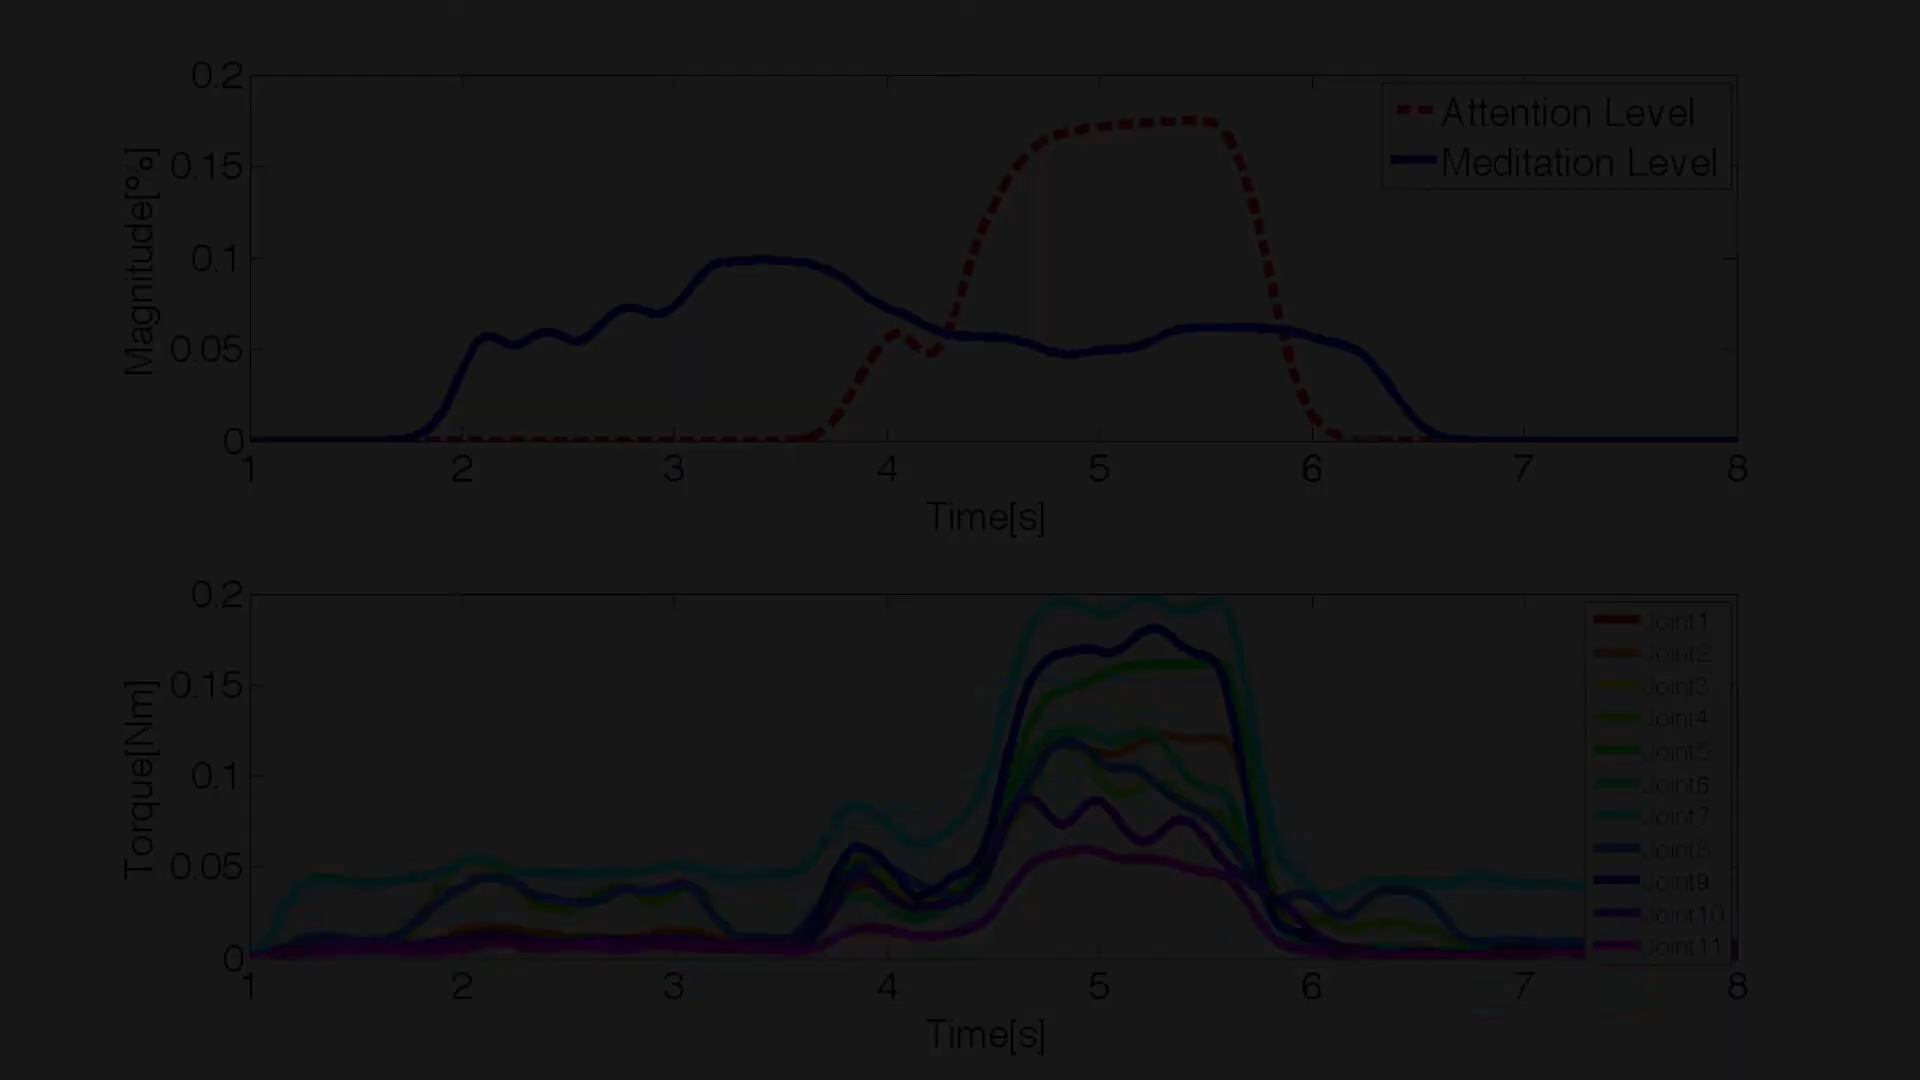 0.2
0.15
0.1
0.05
0
Magnitude[%]
Attention Level
Meditation Level
1 2 3 4 5 6 7 8
Time[s]
0.2
0.15
0.1
0.05
0
Torque[Nm]
Joint1
Joint2
Joint3
Joint4
Joint5
Joint6
Joint7
Joint8
Joint9
Joint10
Joint11
1 2 3 4 5 6 7 8
Time[s]